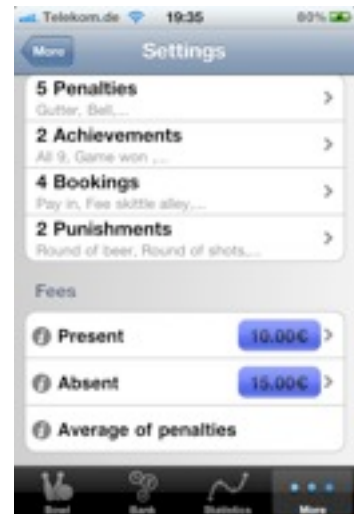 Telekom.de 19:35 80%
More Settings
5 Penalties
Gutter, Bell,...
2 Achievements
All 9, Game won ,...
4 Bookings
Pay in, Fee skittle alley,...
2 Punishments
Round of beer, Round of shots,...
Fees
Present 10.00€
Absent 15.00€
Average of penalties
Bowl Bank Statistics More